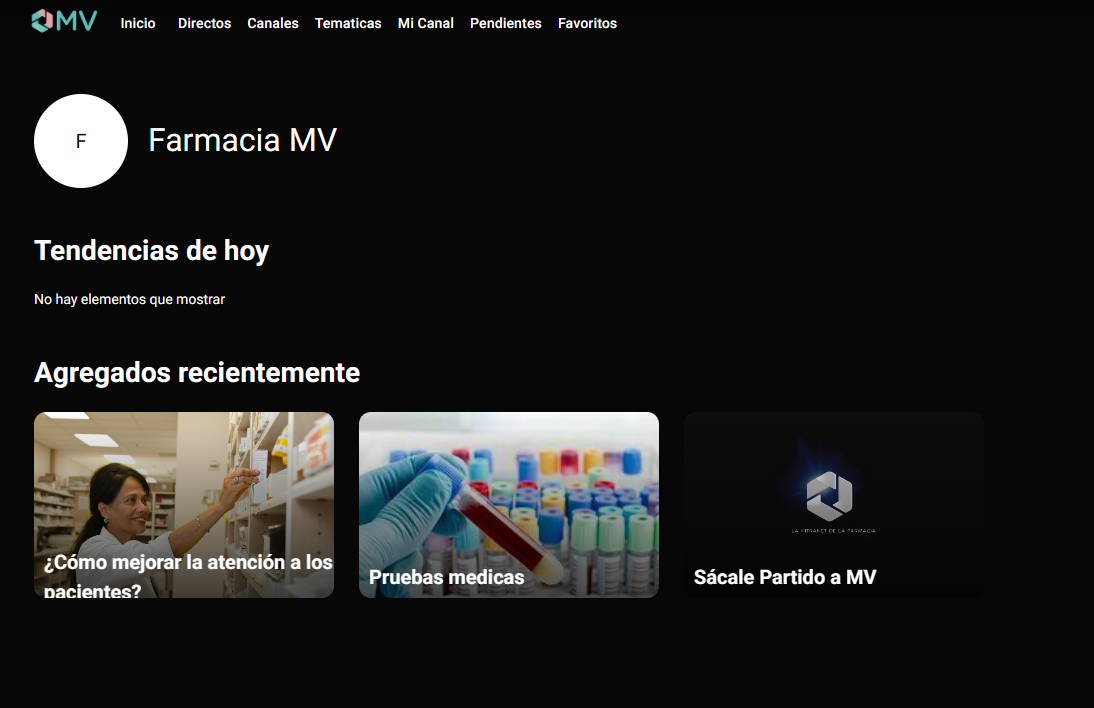 MV Inicio Directos Canales Tematicas Mi Canal Pendientes Favoritos
F
Farmacia MV
Tendencias de hoy
No hay elementos que mostrar
Agregados recientemente
¿Cómo mejorar la atención a los
pacientes?
Pruebas medicas
LA INTRANET DE LA FARMACIA
Sácale Partido a MV